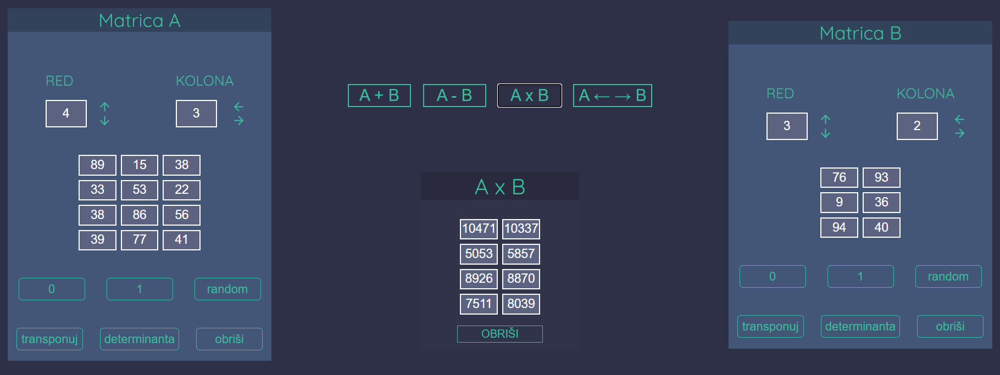 Matrica A
RED KOLONA
4 3
89 15 38
33 53 22
38 86 56
39 77 41
0 1 random
transponuj determinanta obriši
A + B A - B A x B A ←→ B
A x B
10471 10337
5053 5857
8926 8870
7511 8039
OBRIŠI
Matrica B
RED KOLONA
3 2
76 93
9 36
94 40
0 1 random
transponuj determinanta obriši